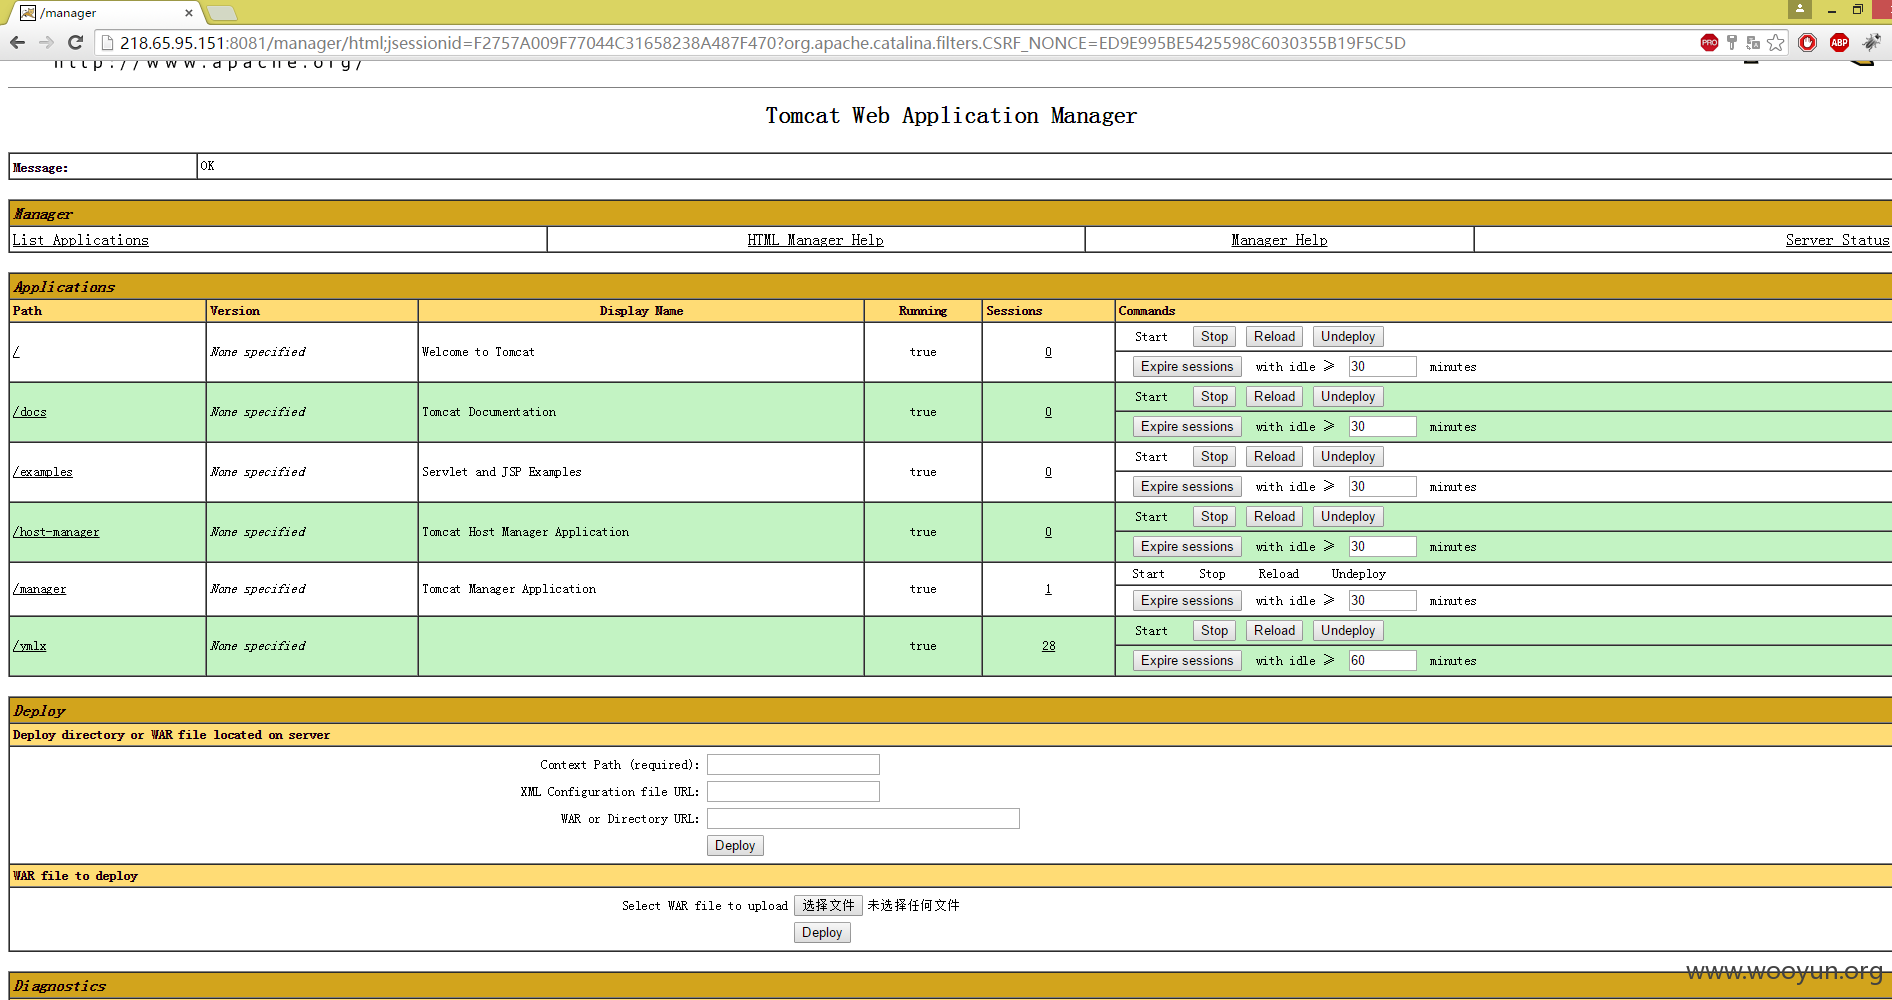 /manager
218.65.95.151:8081/manager/html;jsessionid=F2757A009F77044C31658238A487F470?org.apache.catalina.filters.CSRF_NONCE=ED9E995BE5425598C6030355B19F5C5D
PRO
ABP
http://www.apache.org/
Tomcat Web Application Manager
Message: OK
Manager
List Applications HTML Manager Help Manager Help Server Status
Applications
Path Version Display Name Running Sessions Commands
/ None specified Welcome to Tomcat true 0 Start Stop Reload Undeploy
Expire sessions with idle ≥ 30 minutes
/docs None specified Tomcat Documentation true 0 Start Stop Reload Undeploy
Expire sessions with idle ≥ 30 minutes
/examples None specified Servlet and JSP Examples true 0 Start Stop Reload Undeploy
Expire sessions with idle ≥ 30 minutes
/host-manager None specified Tomcat Host Manager Application true 0 Start Stop Reload Undeploy
Expire sessions with idle ≥ 30 minutes
/manager None specified Tomcat Manager Application true 1 Start Stop Reload Undeploy
Expire sessions with idle ≥ 30 minutes
/ymlx None specified true 28 Start Stop Reload Undeploy
Expire sessions with idle ≥ 60 minutes
Deploy
Deploy directory or WAR file located on server
Context Path (required):
XML Configuration file URL:
WAR or Directory URL:
Deploy
WAR file to deploy
Select WAR file to upload 选择文件 未选择任何文件
Deploy
Diagnostics
www.wooyun.org